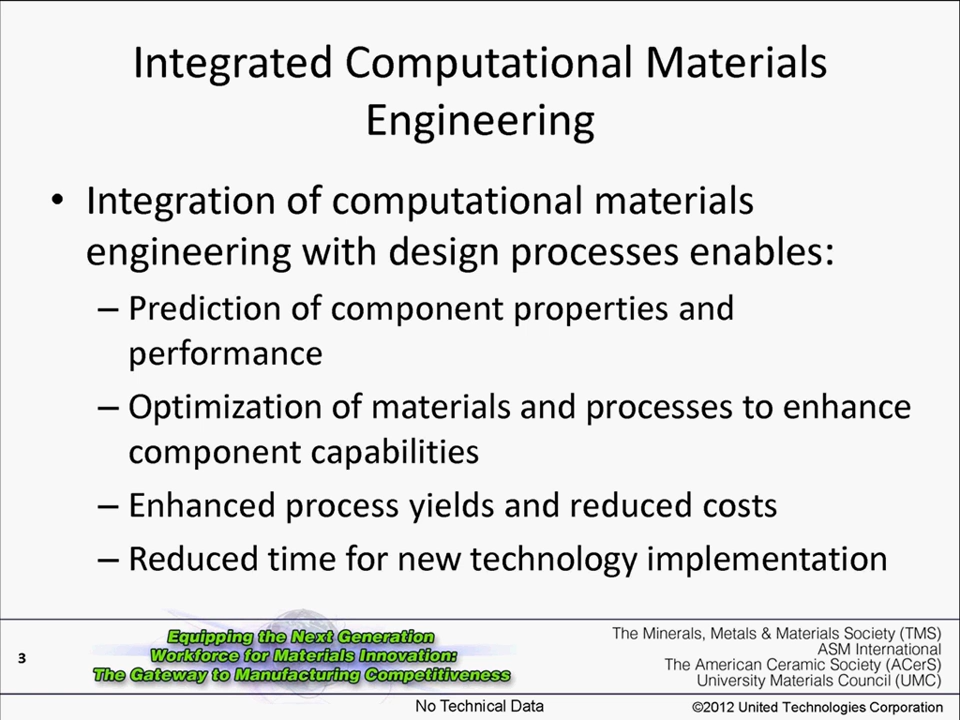 Integrated Computational Materials
Engineering
• Integration of computational materials
engineering with design processes enables:
– Prediction of component properties and
performance
– Optimization of materials and processes to enhance
component capabilities
– Enhanced process yields and reduced costs
– Reduced time for new technology implementation
3
Equipping the Next Generation
Workforce for Materials Innovation:
The Gateway to Manufacturing Competitiveness
The Minerals, Metals & Materials Society (TMS)
ASM International
The American Ceramic Society (ACerS)
University Materials Council (UMC)
No Technical Data
©2012 United Technologies Corporation